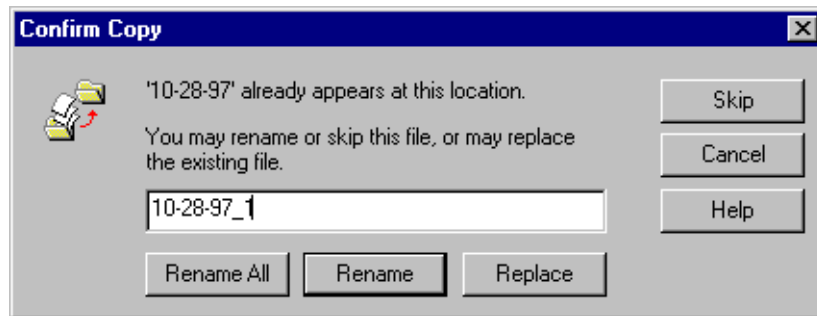 Confirm Copy
'10-28-97' already appears at this location.
You may rename or skip this file, or may replace
the existing file.
10-28-97_1
Skip
Cancel
Help
Rename All
Rename
Replace